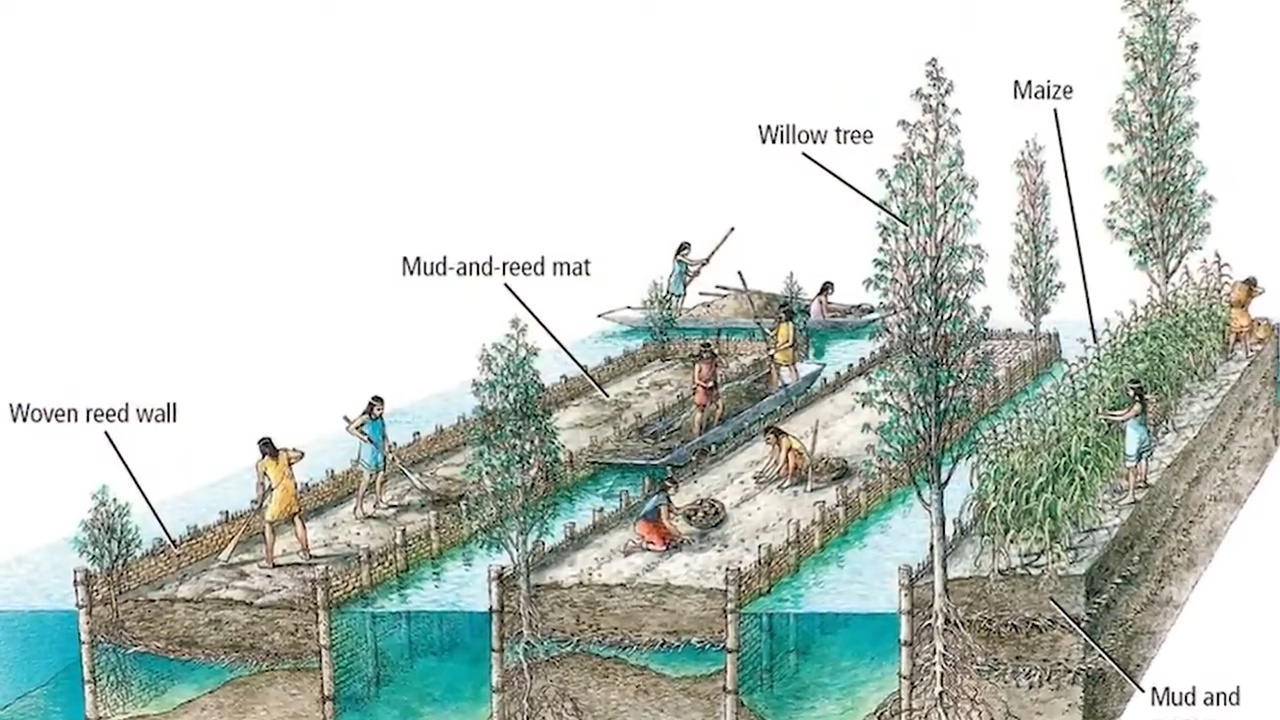 Maize
Willow tree
Mud-and-reed mat
Woven reed wall
Mud and